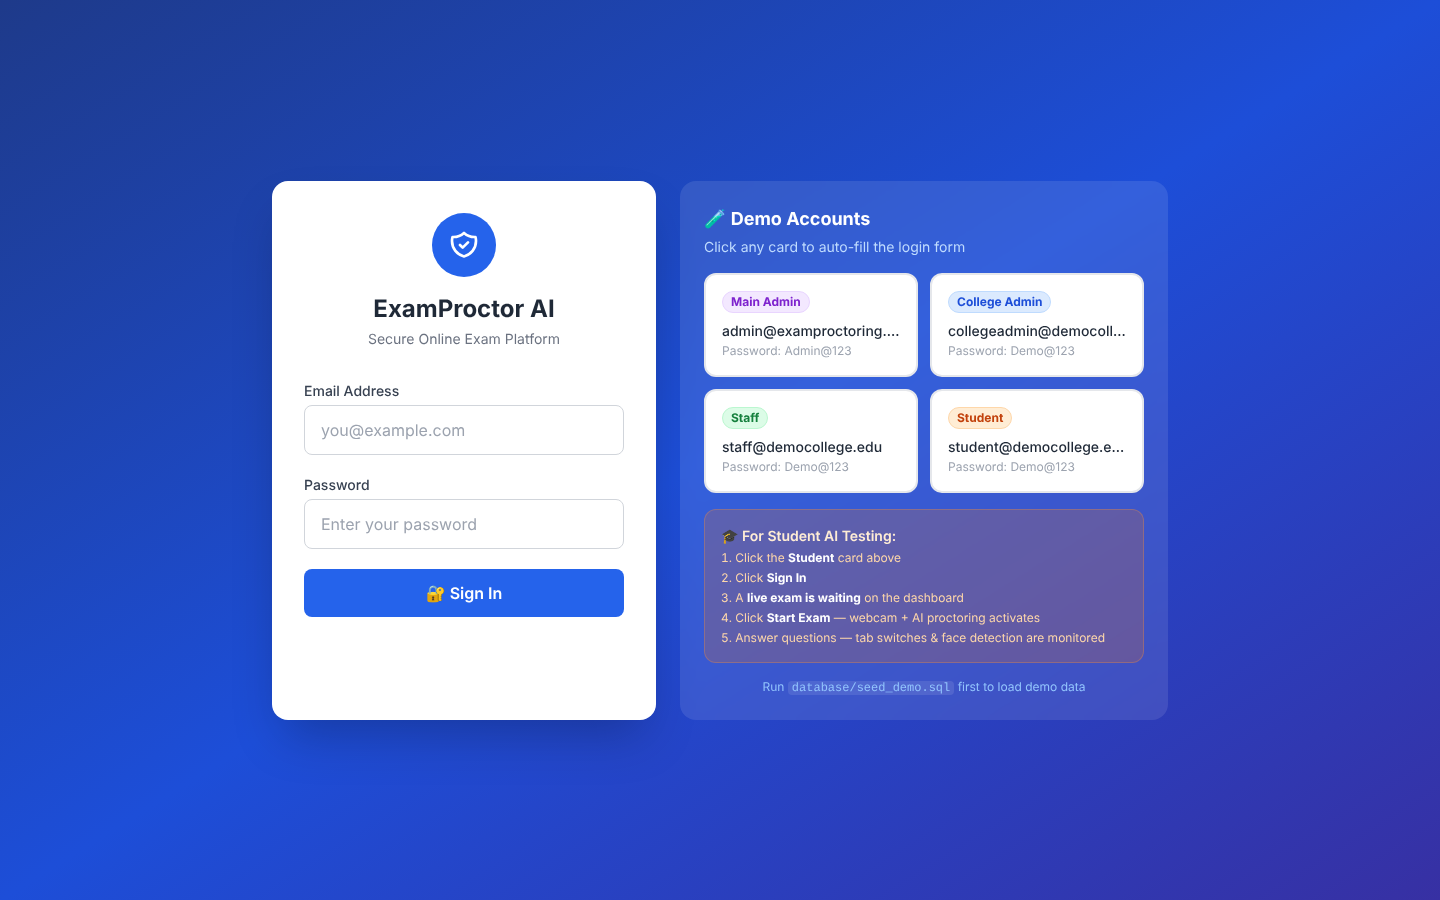 ExamProctor AI
Secure Online Exam Platform
Email Address
you@example.com
Password
Enter your password
🔐 Sign In
🧪 Demo Accounts
Click any card to auto-fill the login form
Main Admin
admin@examproctoring....
Password: Admin@123
College Admin
collegeadmin@democoll...
Password: Demo@123
Staff
staff@democollege.edu
Password: Demo@123
Student
student@democollege.e...
Password: Demo@123
🎓 For Student AI Testing:
1. Click the Student card above
2. Click Sign In
3. A live exam is waiting on the dashboard
4. Click Start Exam — webcam + AI proctoring activates
5. Answer questions — tab switches & face detection are monitored
Run database/seed_demo.sql first to load demo data